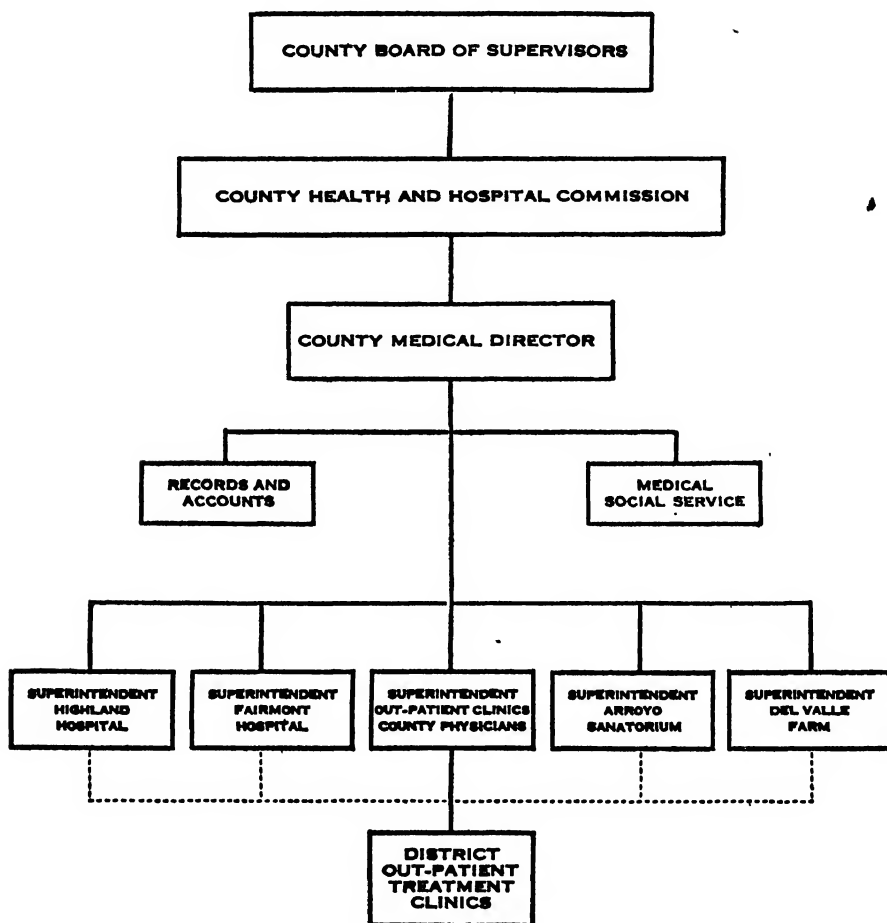 COUNTY BOARD OF SUPERVISORS
COUNTY HEALTH AND HOSPITAL COMMISSION
COUNTY MEDICAL DIRECTOR
RECORDS AND
ACCOUNTS
MEDICAL
SOCIAL SERVICE
SUPERINTENDENT
HIGHLAND
HOSPITAL
SUPERINTENDENT
FAIRMONT
HOSPITAL
SUPERINTENDENT
OUT-PATIENT CLINICS
COUNTY PHYSICIANS
SUPERINTENDENT
ARROYO
SANATORIUM
SUPERINTENDENT
DEL VALLE
FARM
DISTRICT
OUT-PATIENT
TREATMENT
CLINICS